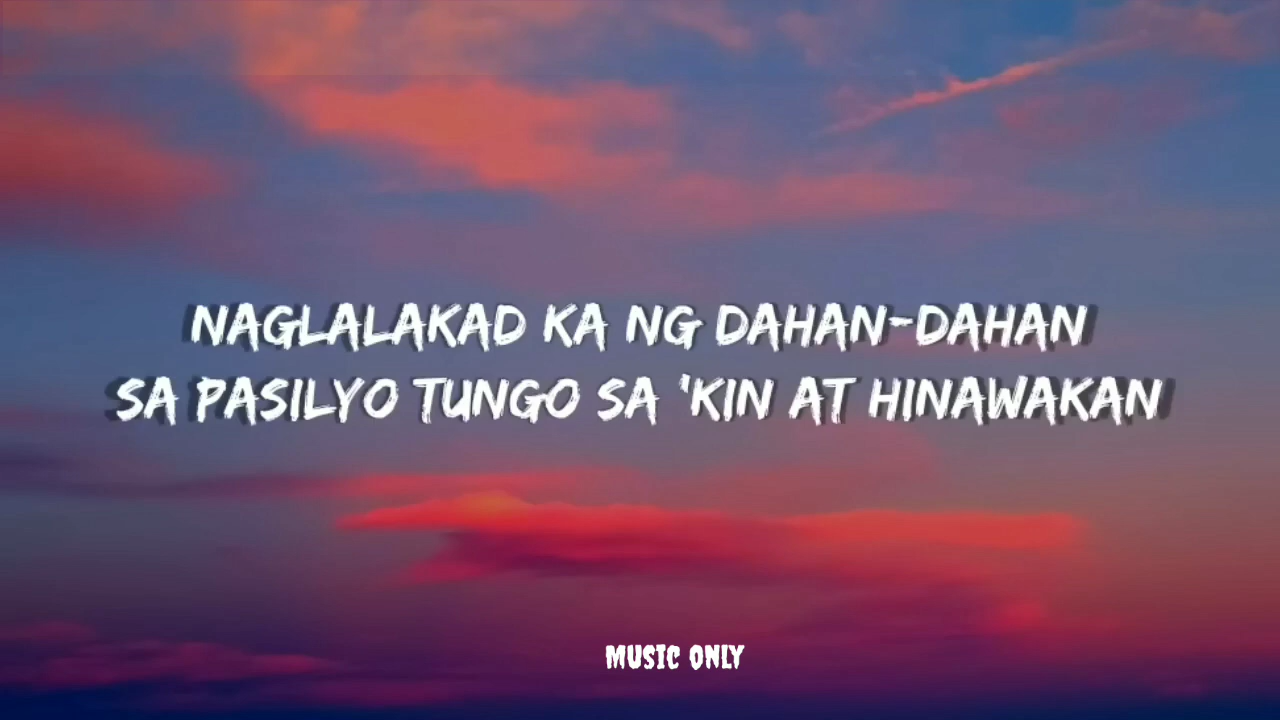 NAGLALAKAD KA NG DAHAN-DAHAN
SA PASILYO TUNGO SA 'KIN AT HINAWAKAN
MUSIC ONLY